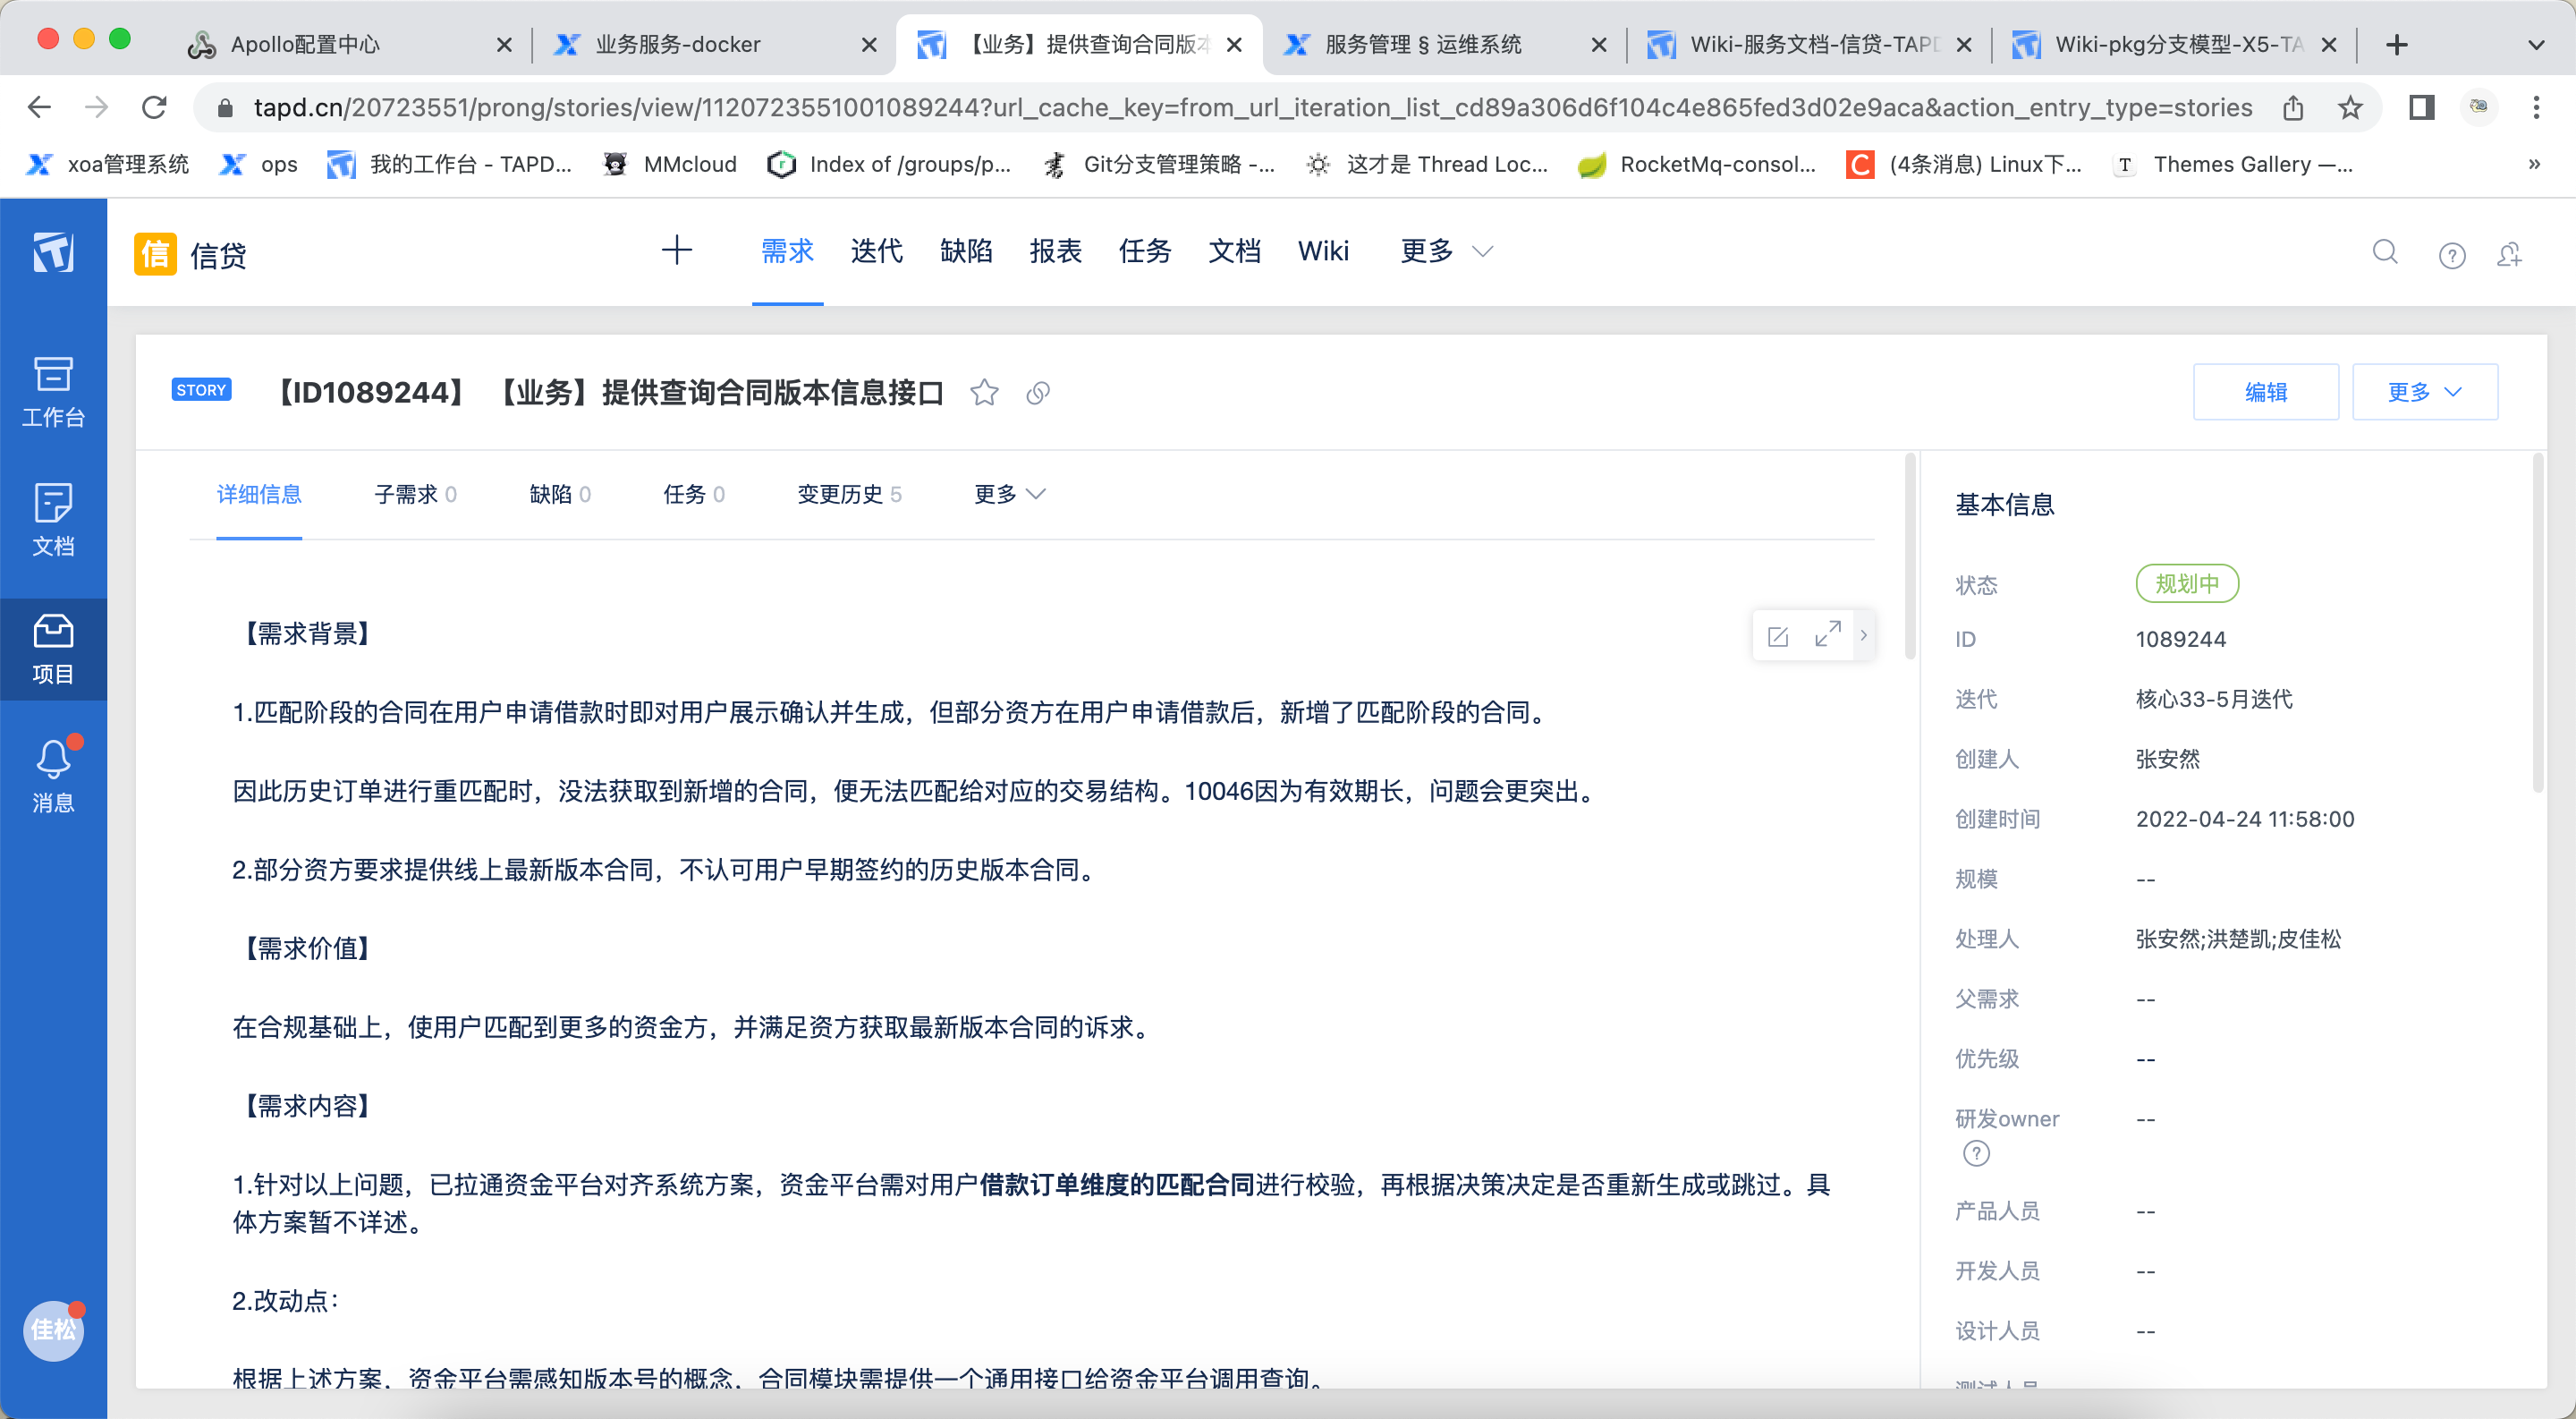 Apollo配置中心
业务服务-docker
【业务】提供查询合同版本
服务管理 § 运维系统
Wiki-服务文档-信贷-TAPD
Wiki-pkg分支模型-X5-TA
tapd.cn/20723551/prong/stories/view/1120723551001089244?url_cache_key=from_url_iteration_list_cd89a306d6f104c4e865fed3d02e9aca&action_entry_type=stories
xoa管理系统
ops
我的工作台 - TAPD...
MMcloud
Index of /groups/p...
Git分支管理策略 -...
这才是 Thread Loc...
RocketMq-consol...
C
(4条消息) Linux下...
T
Themes Gallery —...
»
信 信贷
需求 迭代 缺陷 报表 任务 文档 Wiki 更多
工作台
文档
项目
消息
佳松
STORY 【ID1089244】 【业务】提供查询合同版本信息接口
编辑 更多
详细信息 子需求 0 缺陷 0 任务 0 变更历史 5 更多
【需求背景】
1.匹配阶段的合同在用户申请借款时即对用户展示确认并生成，但部分资方在用户申请借款后，新增了匹配阶段的合同。
因此历史订单进行重匹配时，没法获取到新增的合同，便无法匹配给对应的交易结构。10046因为有效期长，问题会更突出。
2.部分资方要求提供线上最新版本合同，不认可用户早期签约的历史版本合同。
【需求价值】
在合规基础上，使用户匹配到更多的资金方，并满足资方获取最新版本合同的诉求。
【需求内容】
1.针对以上问题，已拉通资金平台对齐系统方案，资金平台需对用户借款订单维度的匹配合同进行校验，再根据决策决定是否重新生成或跳过。具
体方案暂不详述。
2.改动点：
根据上述方案，资金平台需感知版本号的概念，合同模块需提供一个通用接口给资金平台调用查询。
基本信息
状态 规划中
ID 1089244
迭代 核心33-5月迭代
创建人 张安然
创建时间 2022-04-24 11:58:00
规模 --
处理人 张安然;洪楚凯;皮佳松
父需求 --
优先级 --
研发owner --
?
产品人员 --
开发人员 --
设计人员 --
测试人员